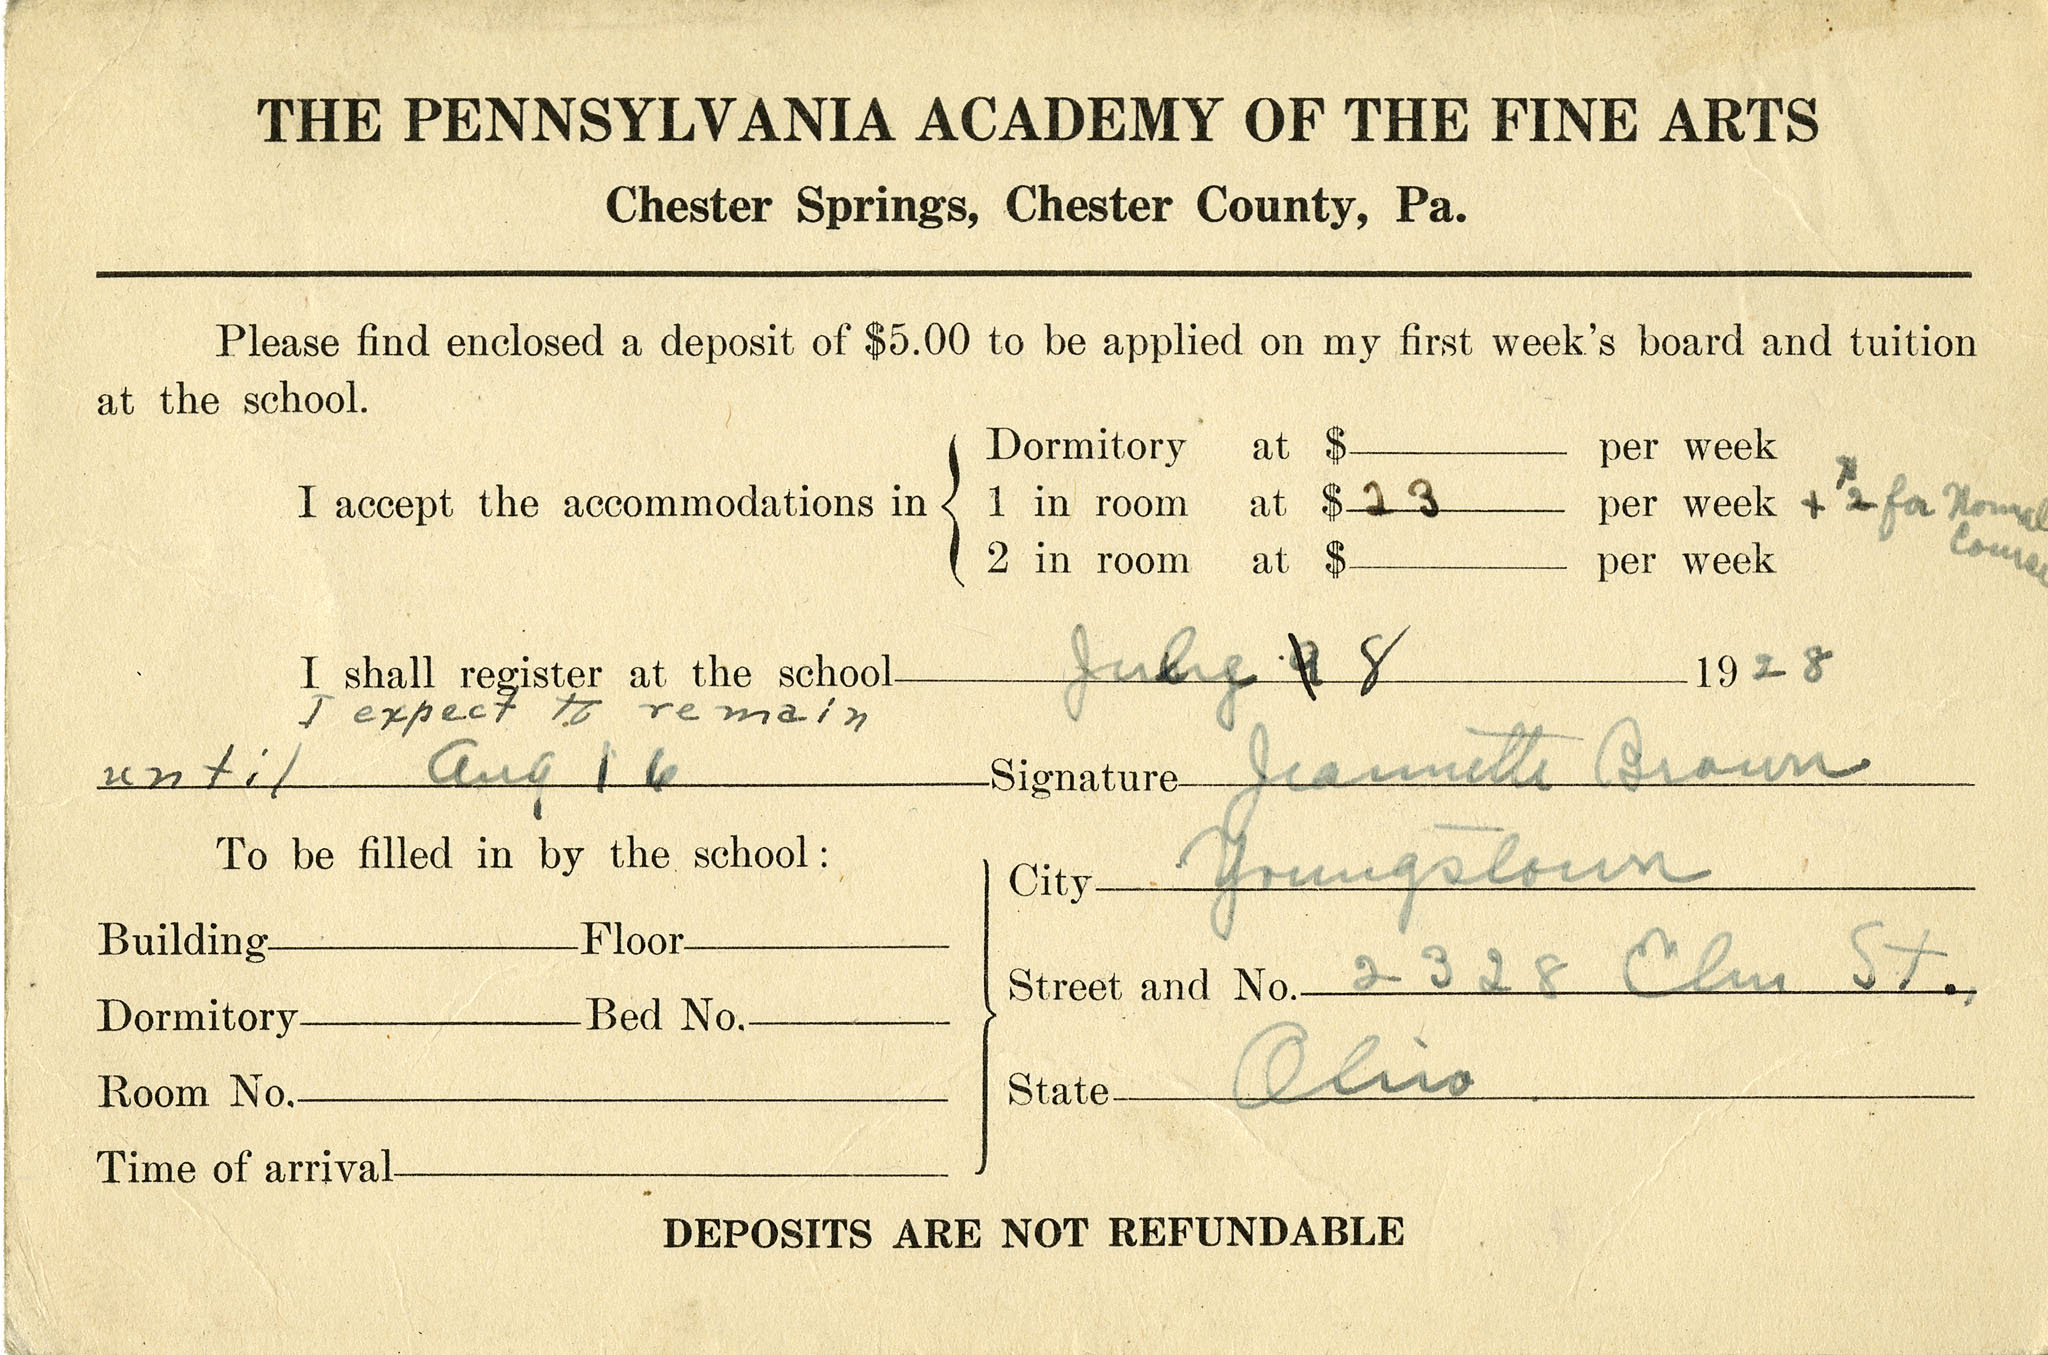 THE PENNSYLVANIA ACADEMY OF THE FINE ARTS
Chester Springs, Chester County, Pa.
Please find enclosed a deposit of $5.00 to be applied on my first week's board and tuition
at the school.
I accept the accommodations in
Dormitory at $ per week
1 in room at $ 23 per week + $2 for Normal
Course
2 in room at $ per week
I shall register at the school July 8 1928
I expect to remain
until Aug 16 Signature Jeannette Brown
To be filled in by the school:
City Youngstown
Building Floor
Street and No. 2328 Elm St.,
Dormitory Bed No.
State Ohio
Room No.
Time of arrival
DEPOSITS ARE NOT REFUNDABLE